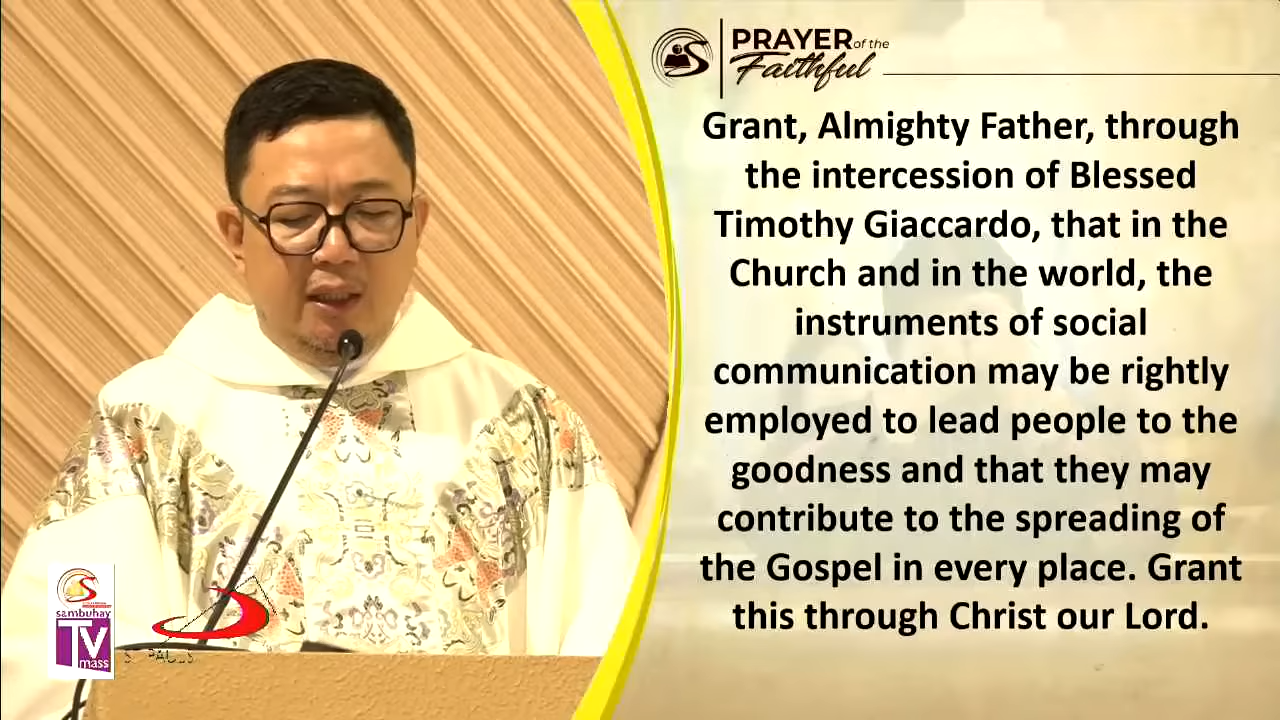 PRAYER of the
Faithful
Grant, Almighty Father, through
the intercession of Blessed
Timothy Giaccardo, that in the
Church and in the world, the
instruments of social
communication may be rightly
employed to lead people to the
goodness and that they may
contribute to the spreading of
the Gospel in every place. Grant
this through Christ our Lord.
sambuhay
TV
mass